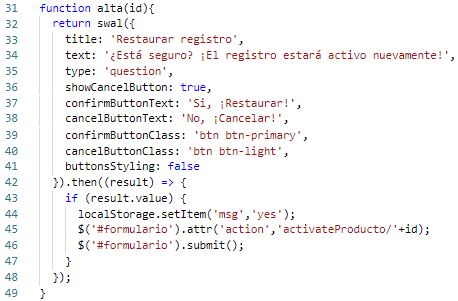 31 function alta(id){
32   return swal({
33     title: 'Restaurar registro',
34     text: '¿Está seguro? ¡El registro estará activo nuevamente!',
35     type: 'question',
36     showCancelButton: true,
37     confirmButtonText: 'Si, ¡Restaurar!',
38     cancelButtonText: 'No, ¡Cancelar!',
39     confirmButtonClass: 'btn btn-primary',
40     cancelButtonClass: 'btn btn-light',
41     buttonsStyling: false
42   }).then((result) => {
43     if (result.value) {
44       localStorage.setItem('msg','yes');
45       $('#formulario').attr('action','activateProducto/'+id);
46       $('#formulario').submit();
47     }
48   });
49 }